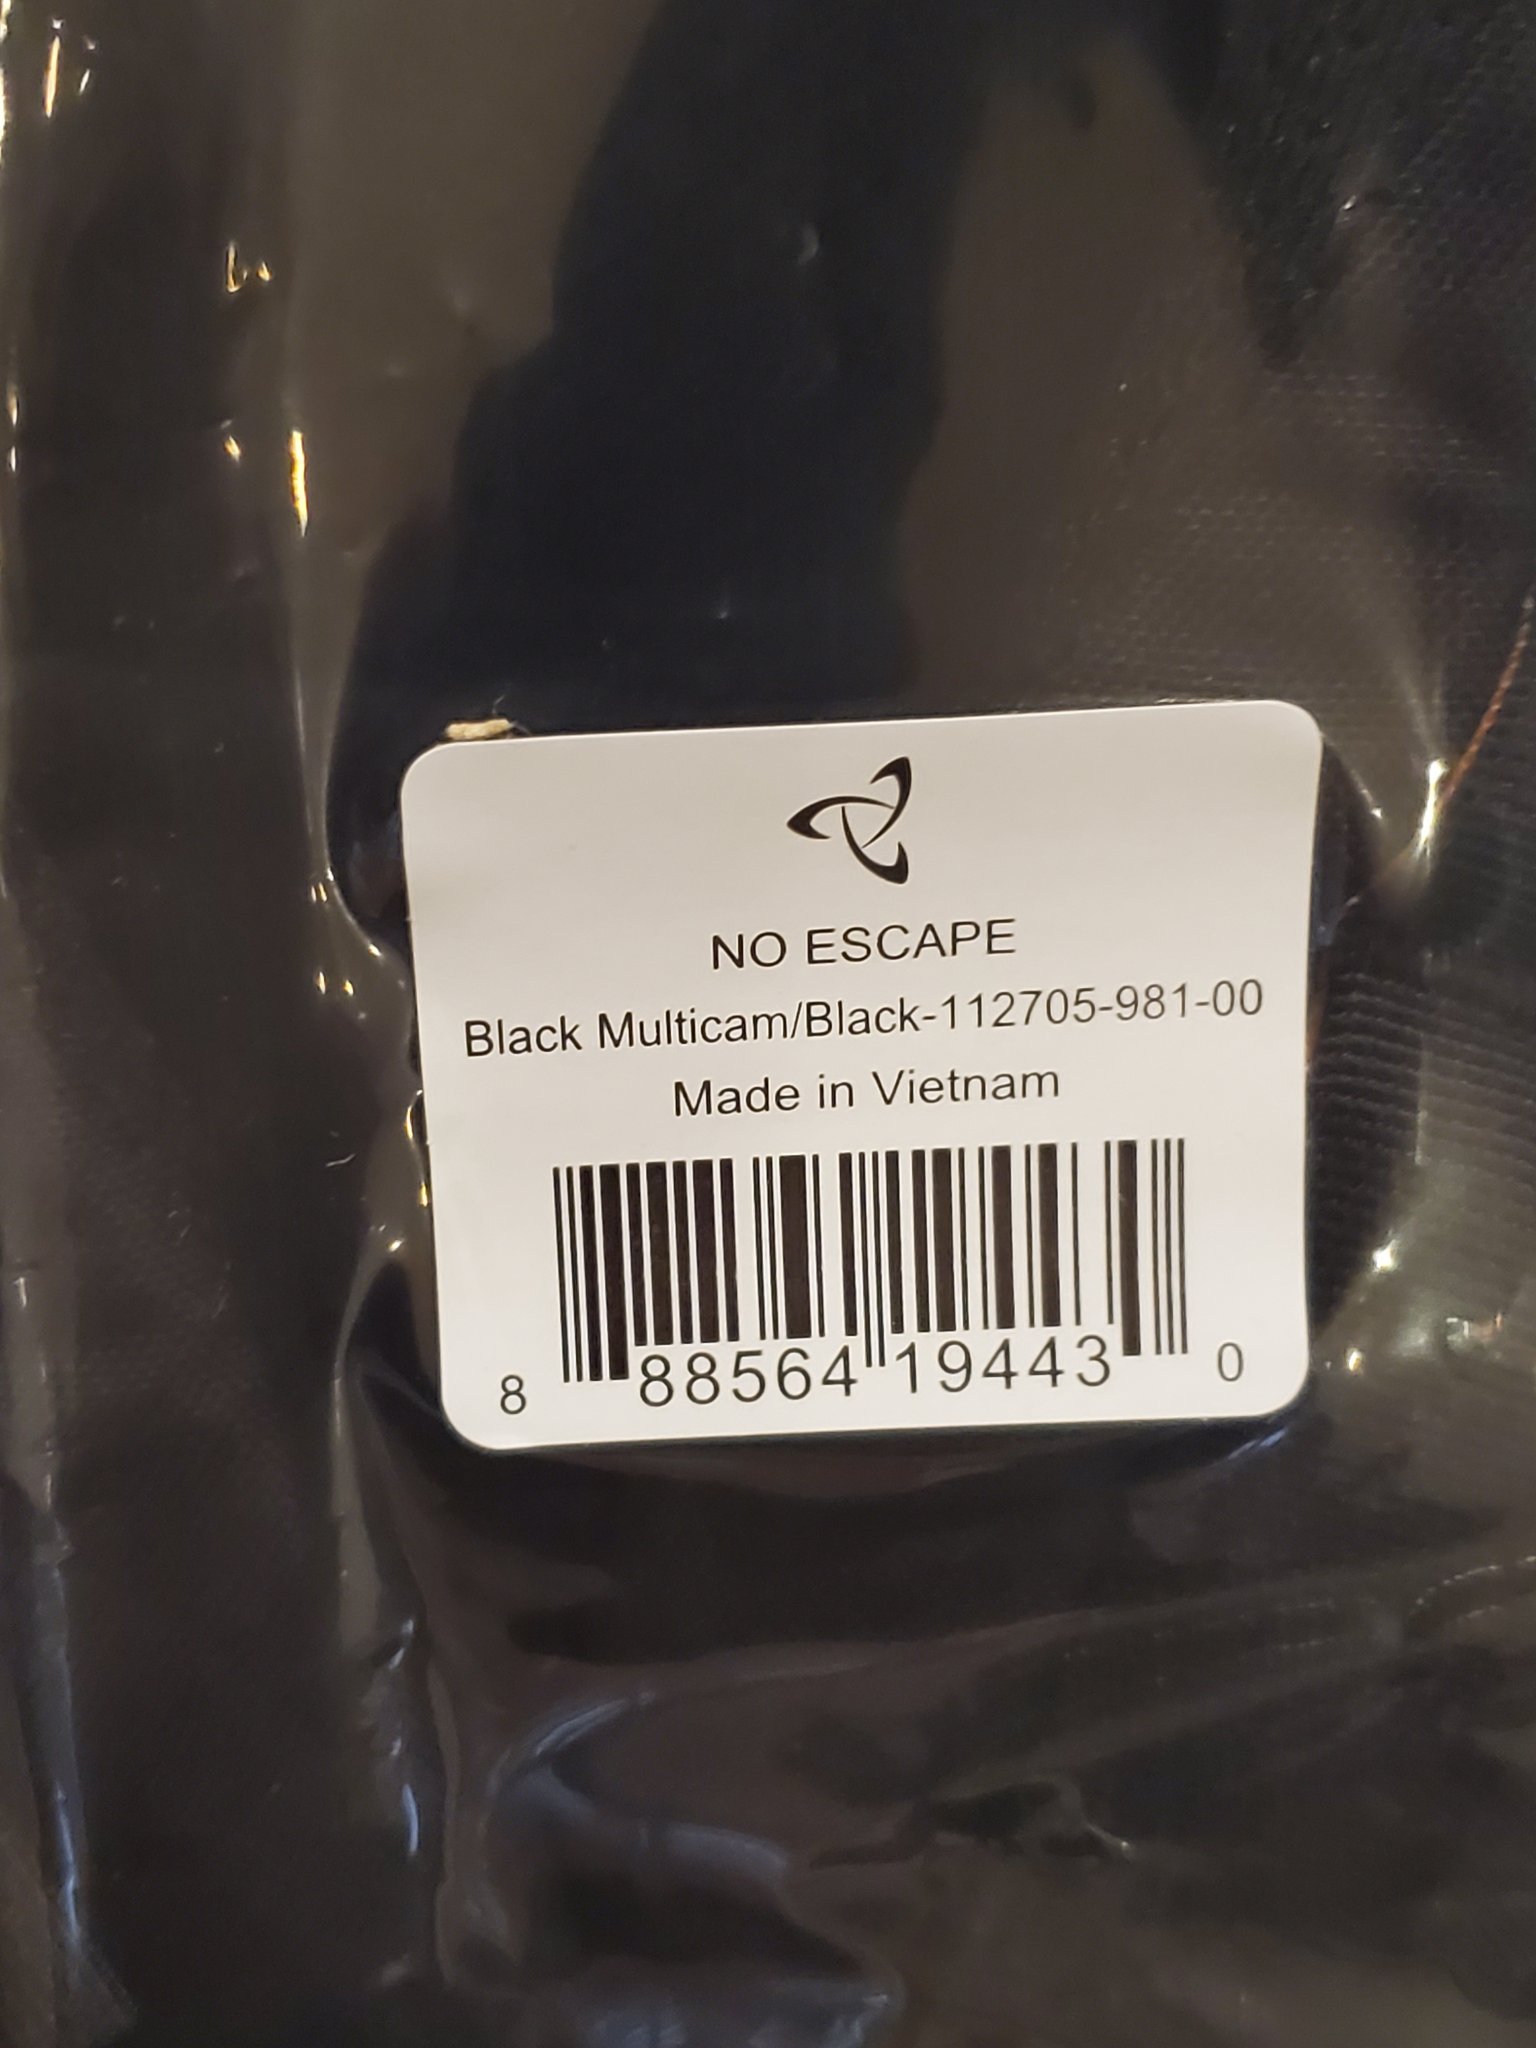 NO ESCAPE
Black Multicam/Black-112705-981-00
Made in Vietnam
8 88564 19443 0